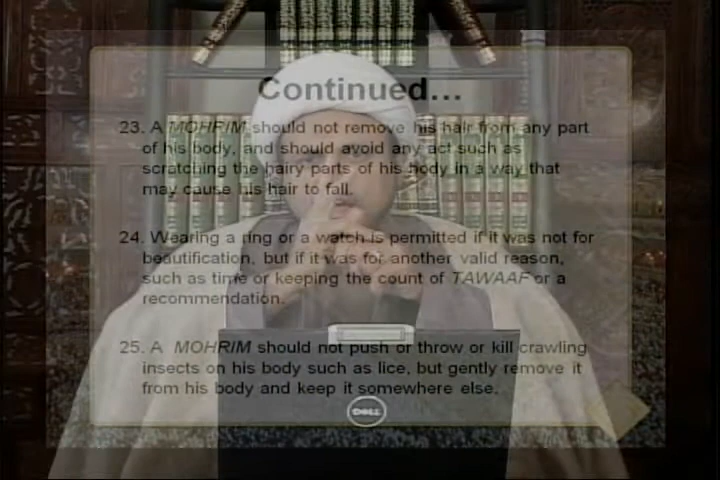 Continued...
23. A MOHRIM should not remove his hair from any part
of his body, and should avoid any act such as
scratching the hairy parts of his body in a way that
may cause his hair to fall.
24. Wearing a ring or a watch is permitted if it was not for
beautification, but if it was for another valid reason,
such as time or keeping the count of TAWAAF or a
recommendation.
25. A MOHRIM should not push or throw or kill crawling
insects on his body such as lice, but gently remove it
from his body and keep it somewhere else.
DELL